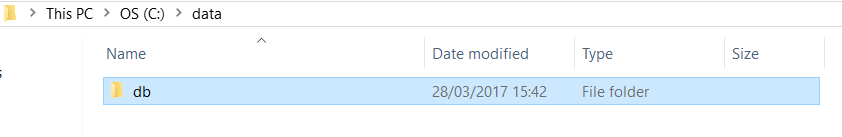 This PC > OS (C:) > data
Name Date modified Type Size
db 28/03/2017 15:42 File folder